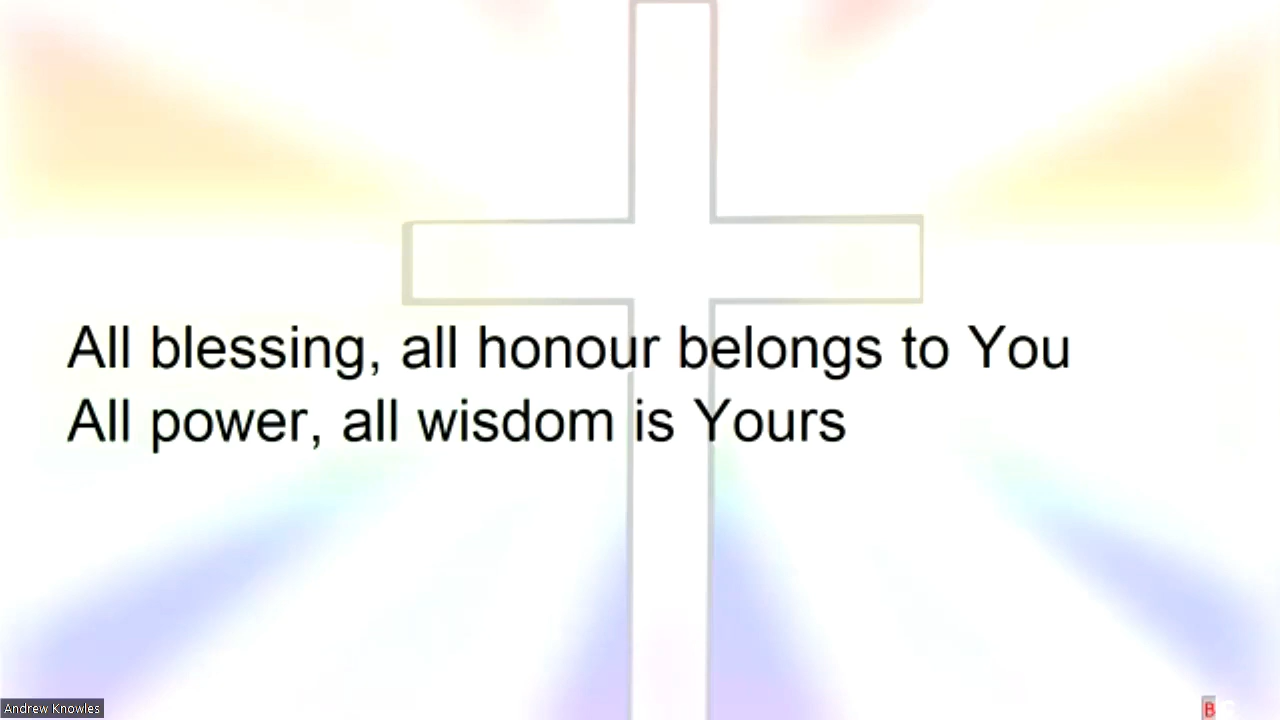 All blessing, all honour belongs to You
All power, all wisdom is Yours
Andrew Knowles
B